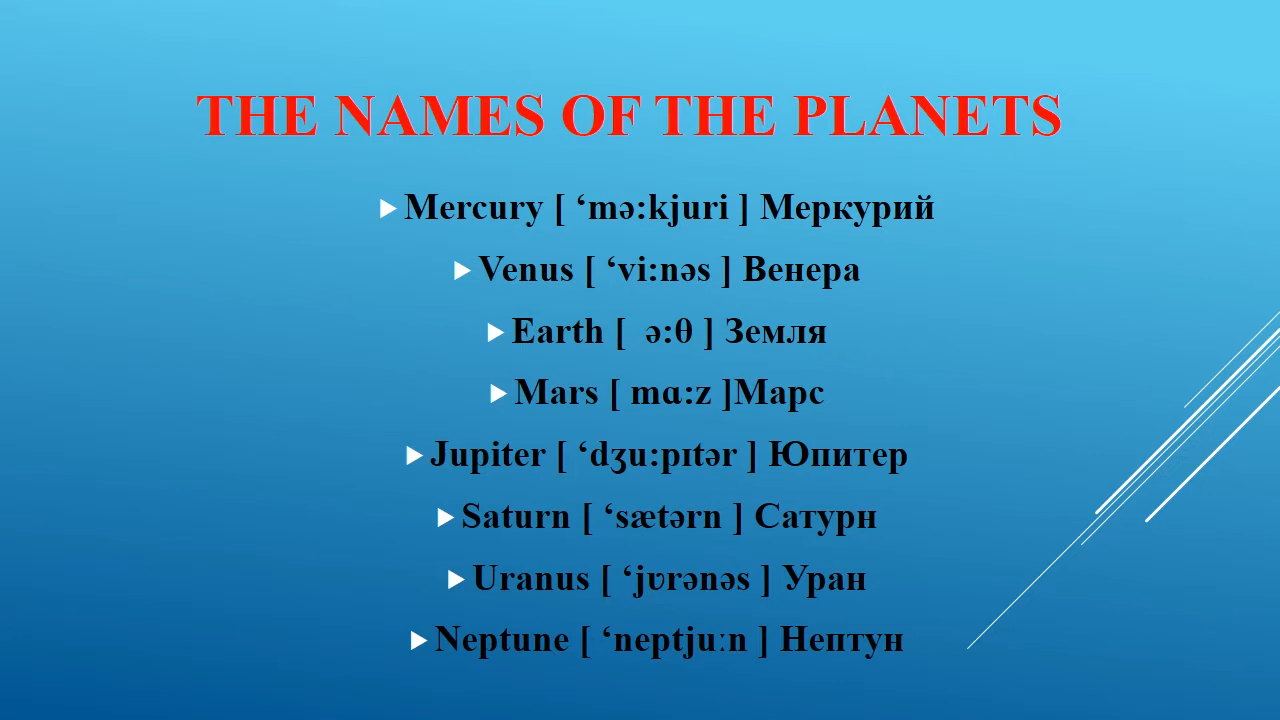 THE NAMES OF THE PLANETS
Mercury [ ‘mə:kjuri ] Меркурий
Venus [ ‘vi:nəs ] Венера
Earth [  ə:θ ] Земля
Mars [ mɑ:z ]Марс
Jupiter [ ‘dʒu:pɪtər ] Юпитер
Saturn [ ‘sætərn ] Сатурн
Uranus [ ‘jʊrənəs ] Уран
Neptune [ ‘neptjuːn ] Нептун